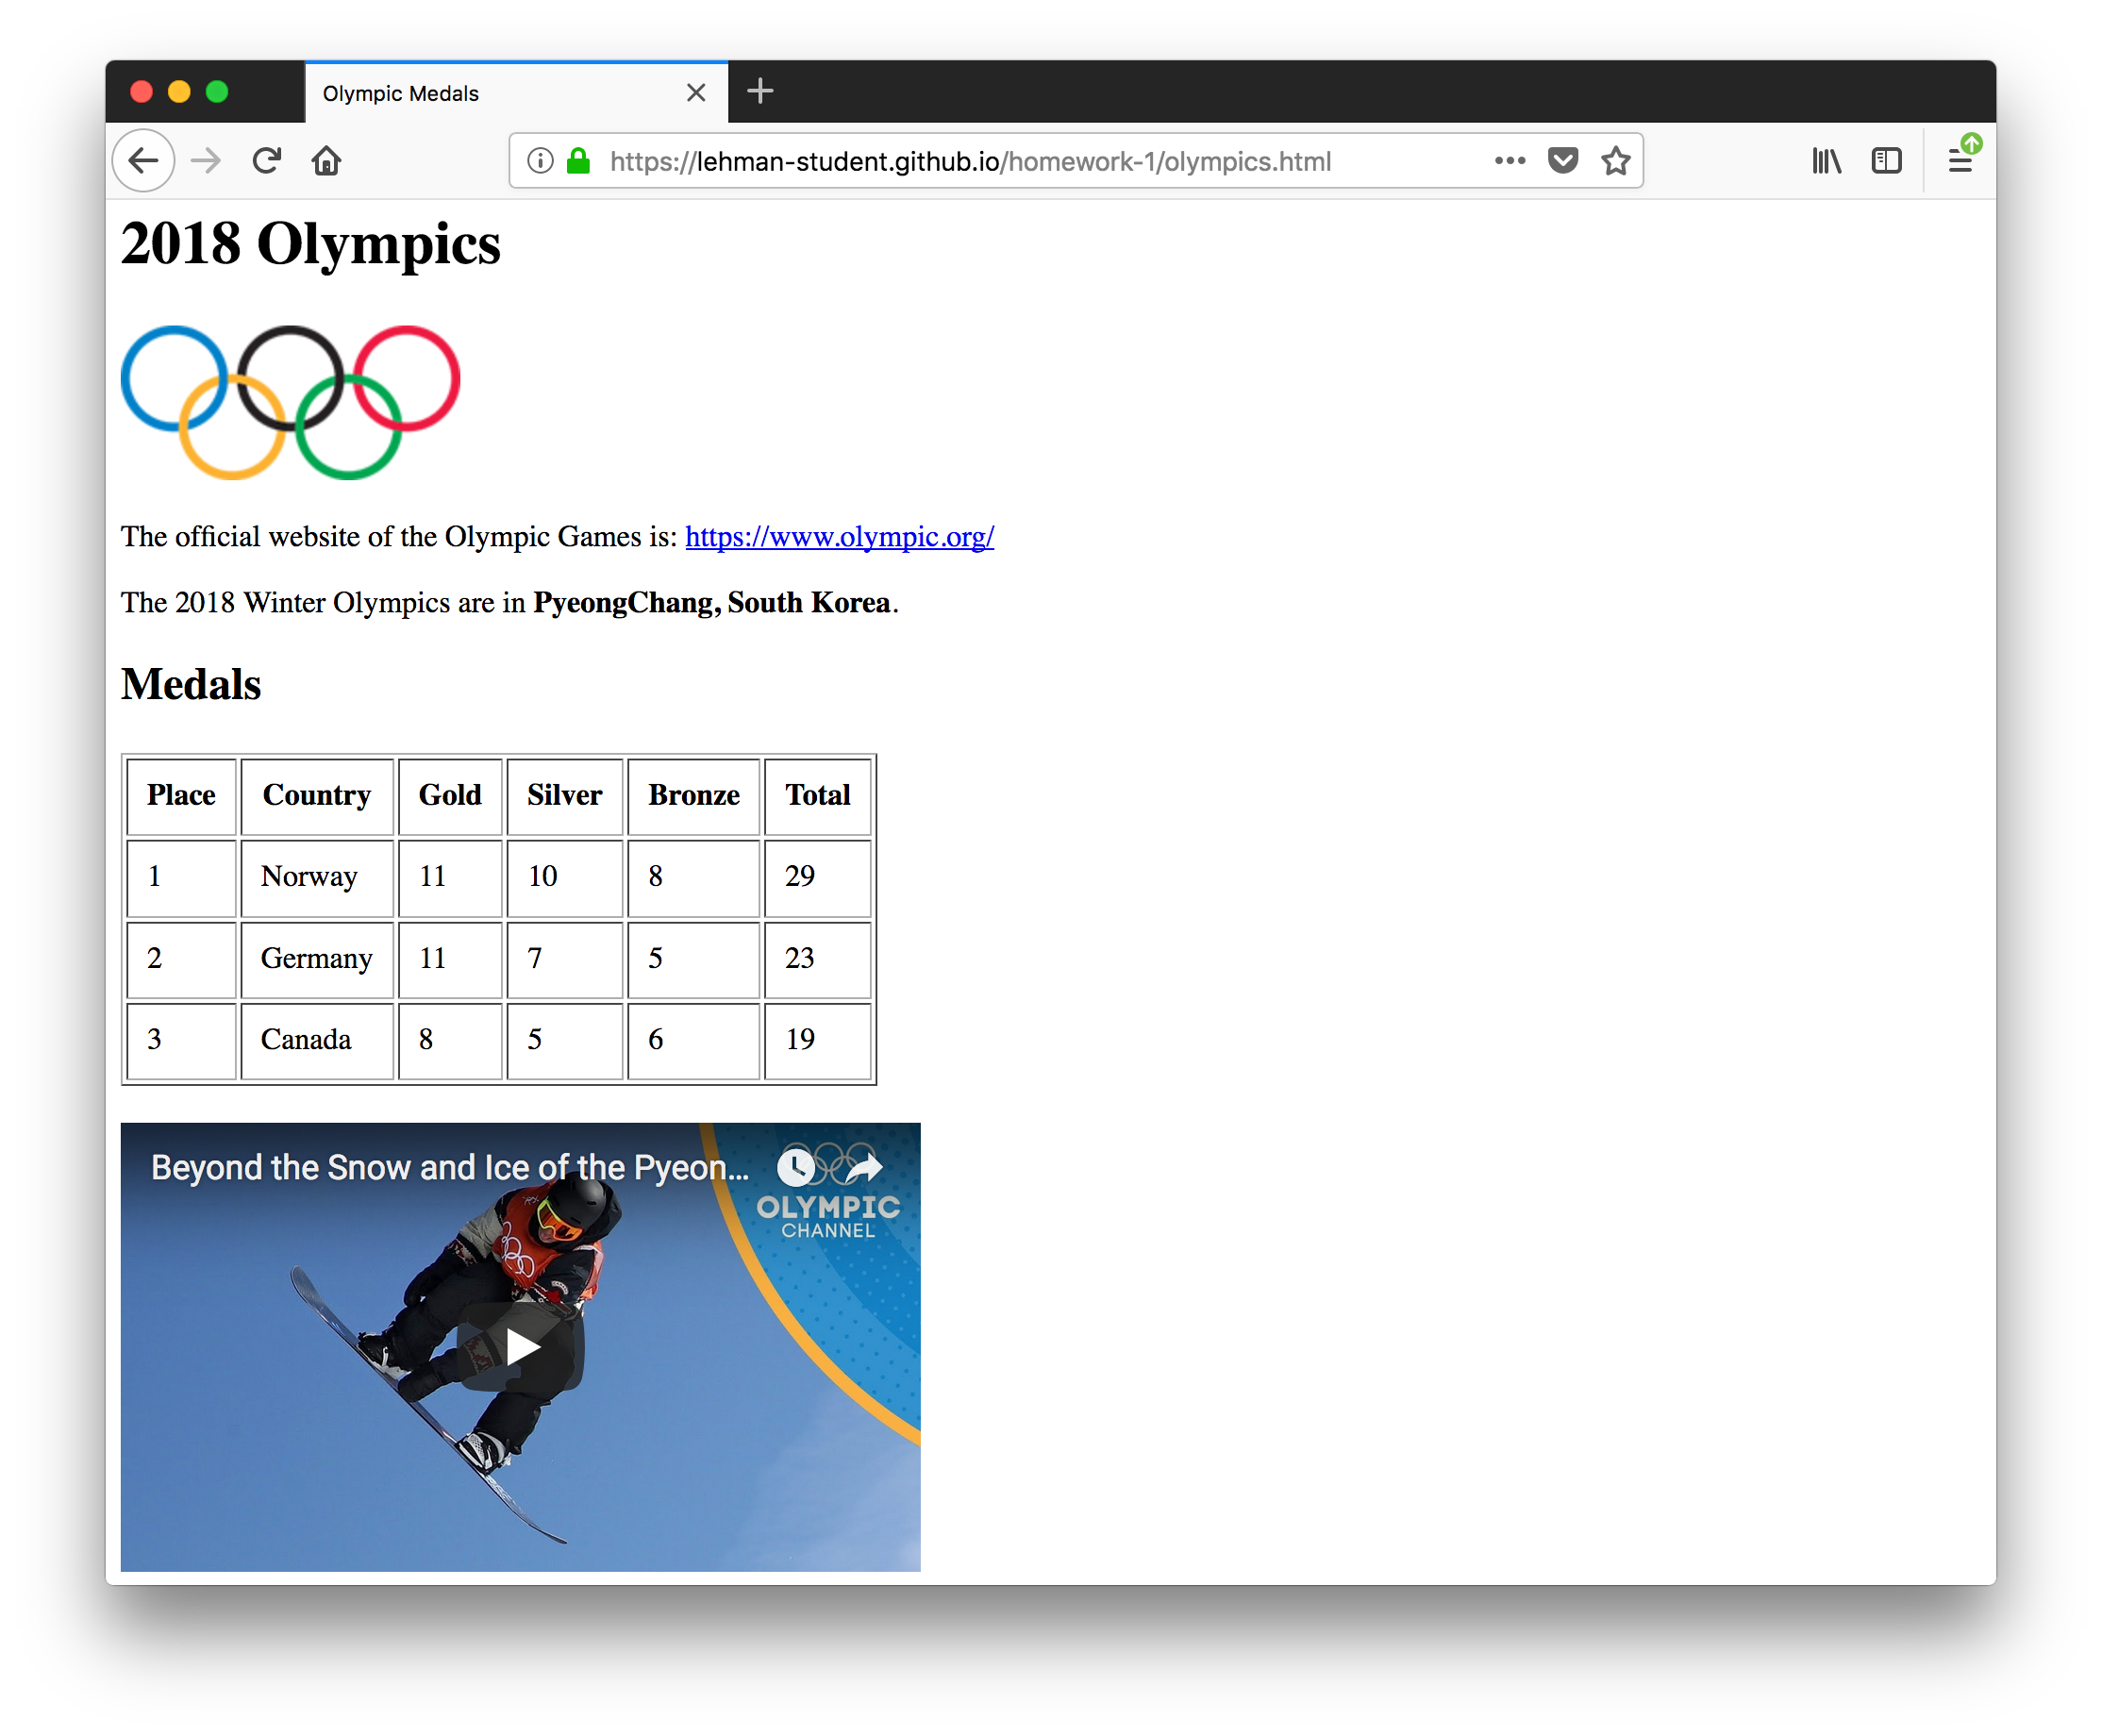 Olympic Medals
https://lehman-student.github.io/homework-1/olympics.html
2018 Olympics
The official website of the Olympic Games is: https://www.olympic.org/
The 2018 Winter Olympics are in PyeongChang, South Korea.
Medals
Place Country Gold Silver Bronze Total
1 Norway 11 10 8 29
2 Germany 11 7 5 23
3 Canada 8 5 6 19
Beyond the Snow and Ice of the Pyeon...
OLYMPIC
CHANNEL